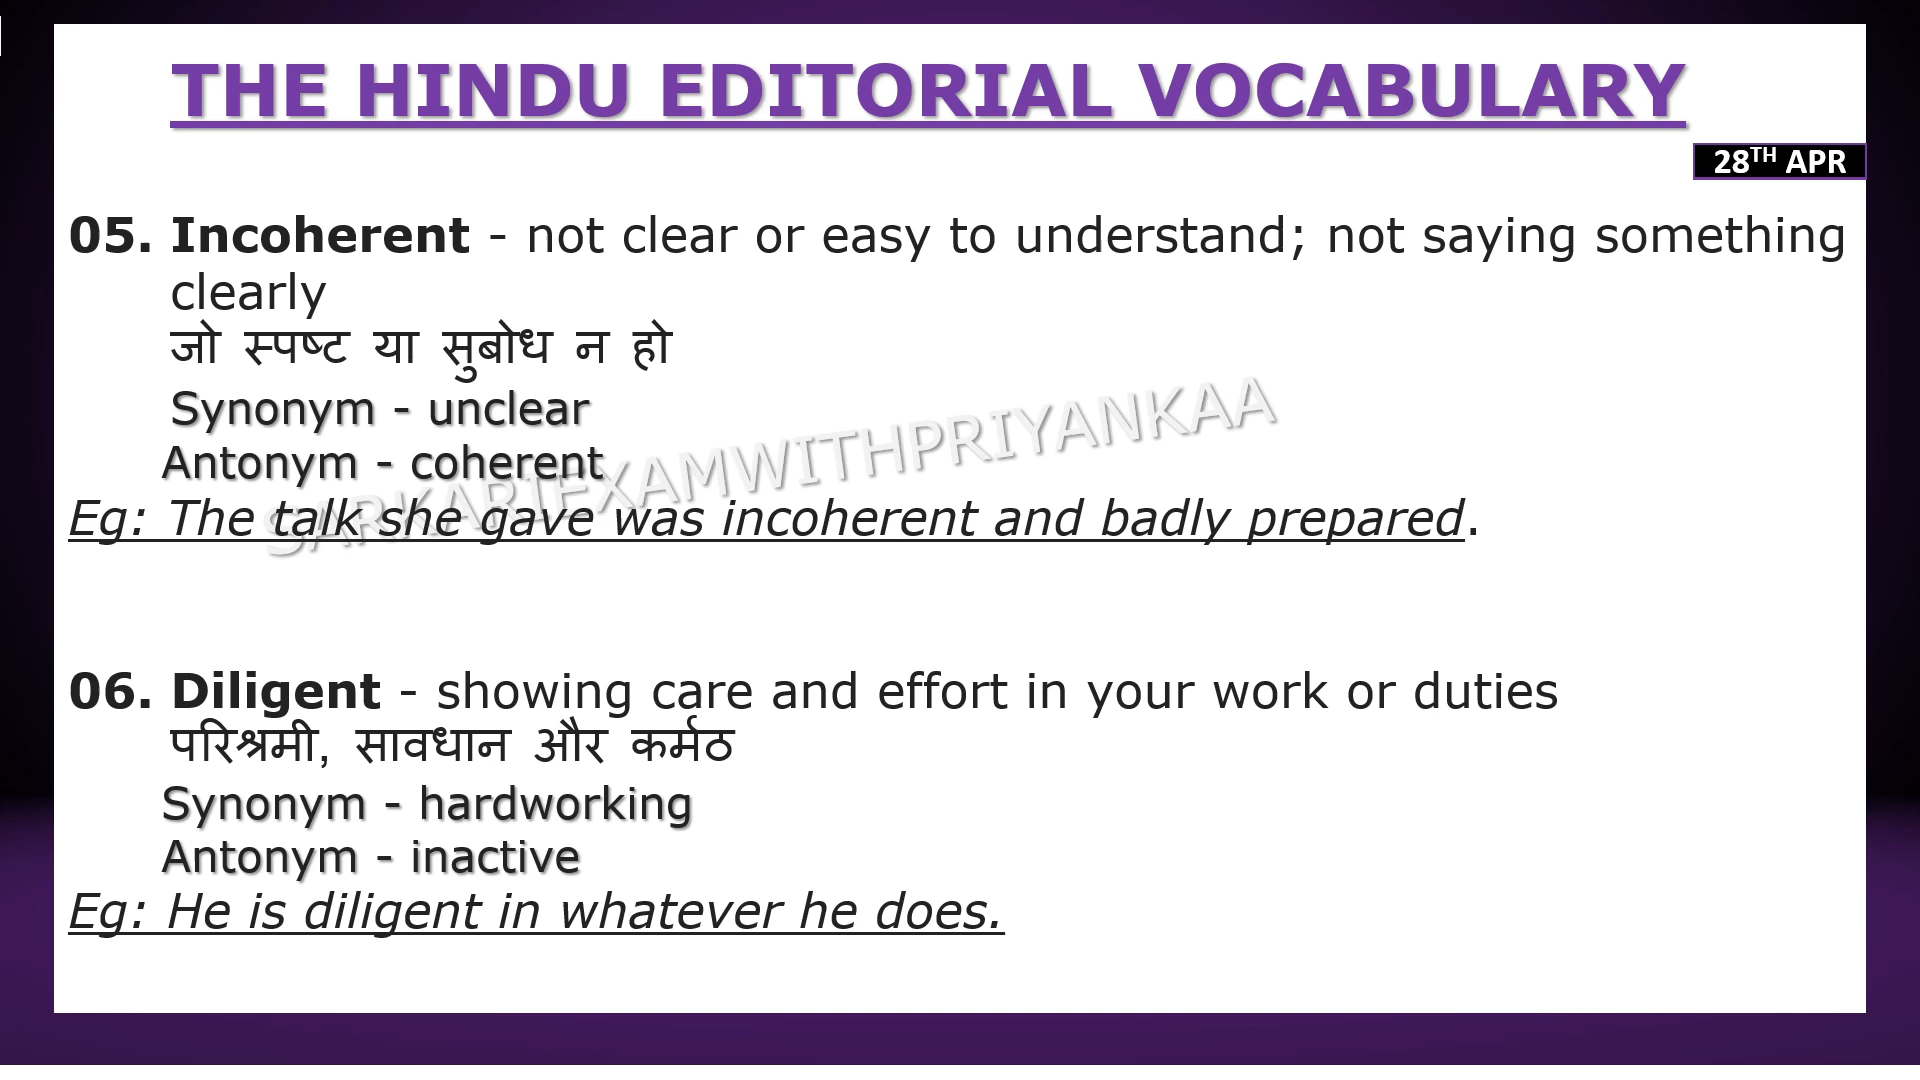 THE HINDU EDITORIAL VOCABULARY
28TH APR
05. Incoherent - not clear or easy to understand; not saying something
clearly
जो स्पष्ट या सुबोध न हो
Synonym - unclear
Antonym - coherent
SARKARIEXAMWITHPRIYANKAA
Eg: The talk she gave was incoherent and badly prepared.
06. Diligent - showing care and effort in your work or duties
परिश्रमी, सावधान और कर्मठ
Synonym - hardworking
Antonym - inactive
Eg: He is diligent in whatever he does.